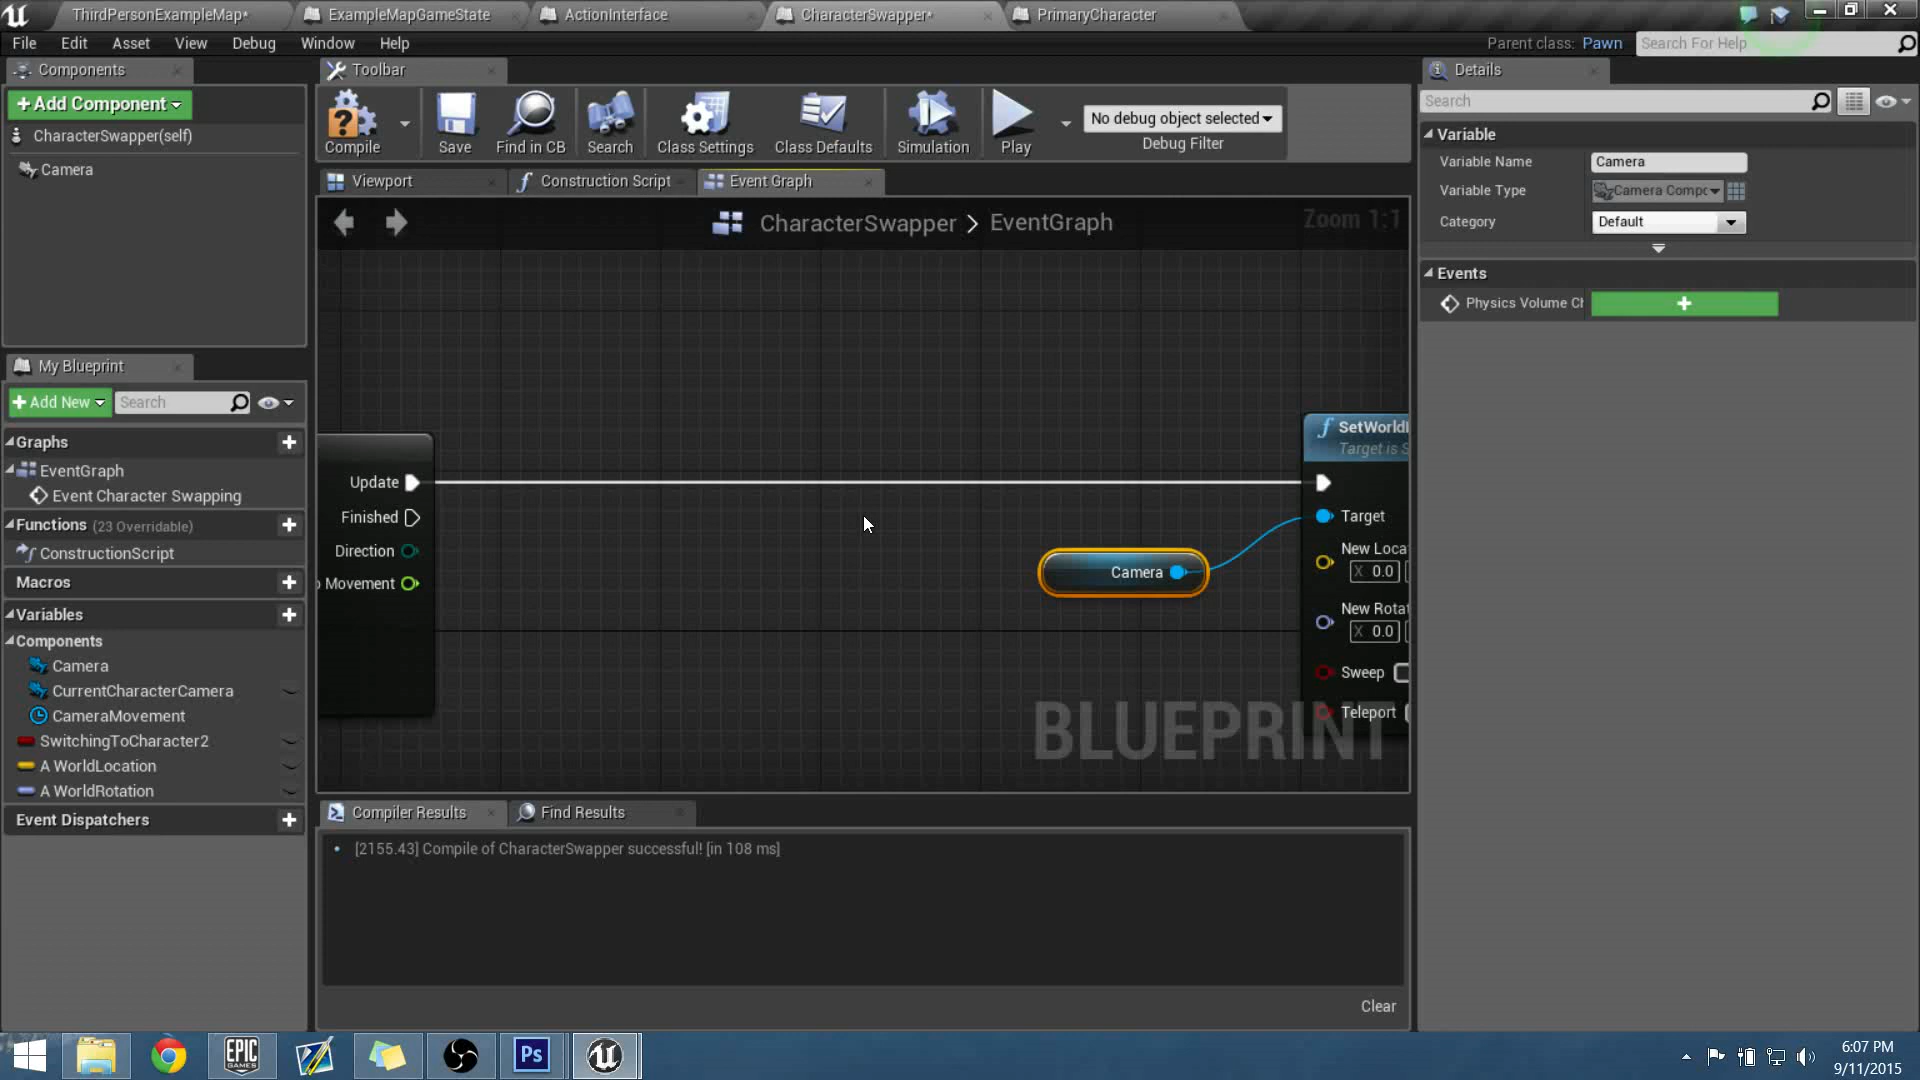 ThirdPersonExampleMap*
ExampleMapGameState
ActionInterface
CharacterSwapper*
PrimaryCharacter
File Edit Asset View Debug Window Help
Parent class: Pawn
Search For Help
Components
+Add Component
CharacterSwapper(self)
Camera
Toolbar
Compile
Save
Find in CB
Search
Class Settings
Class Defaults
Simulation
Play
No debug object selected
Debug Filter
Viewport
Construction Script
Event Graph
CharacterSwapper > EventGraph
Zoom 1:1
Update
Finished
Direction
Movement
Camera
SetWorldL
Target is S
Target
New Loca
X 0.0
New Rotat
X 0.0
Sweep
Teleport
BLUEPRINT
My Blueprint
+Add New
Search
Graphs
EventGraph
Event Character Swapping
Functions (23 Overridable)
ConstructionScript
Macros
Variables
Components
Camera
CurrentCharacterCamera
CameraMovement
SwitchingToCharacter2
A WorldLocation
A WorldRotation
Event Dispatchers
Compiler Results
Find Results
[2155.43] Compile of CharacterSwapper successful! [in 108 ms]
Clear
Details
Search
Variable
Variable Name
Camera
Variable Type
Camera Compc
Category
Default
Events
Physics Volume Ch
EPIC
GAMES
Ps
6:07 PM
9/11/2015